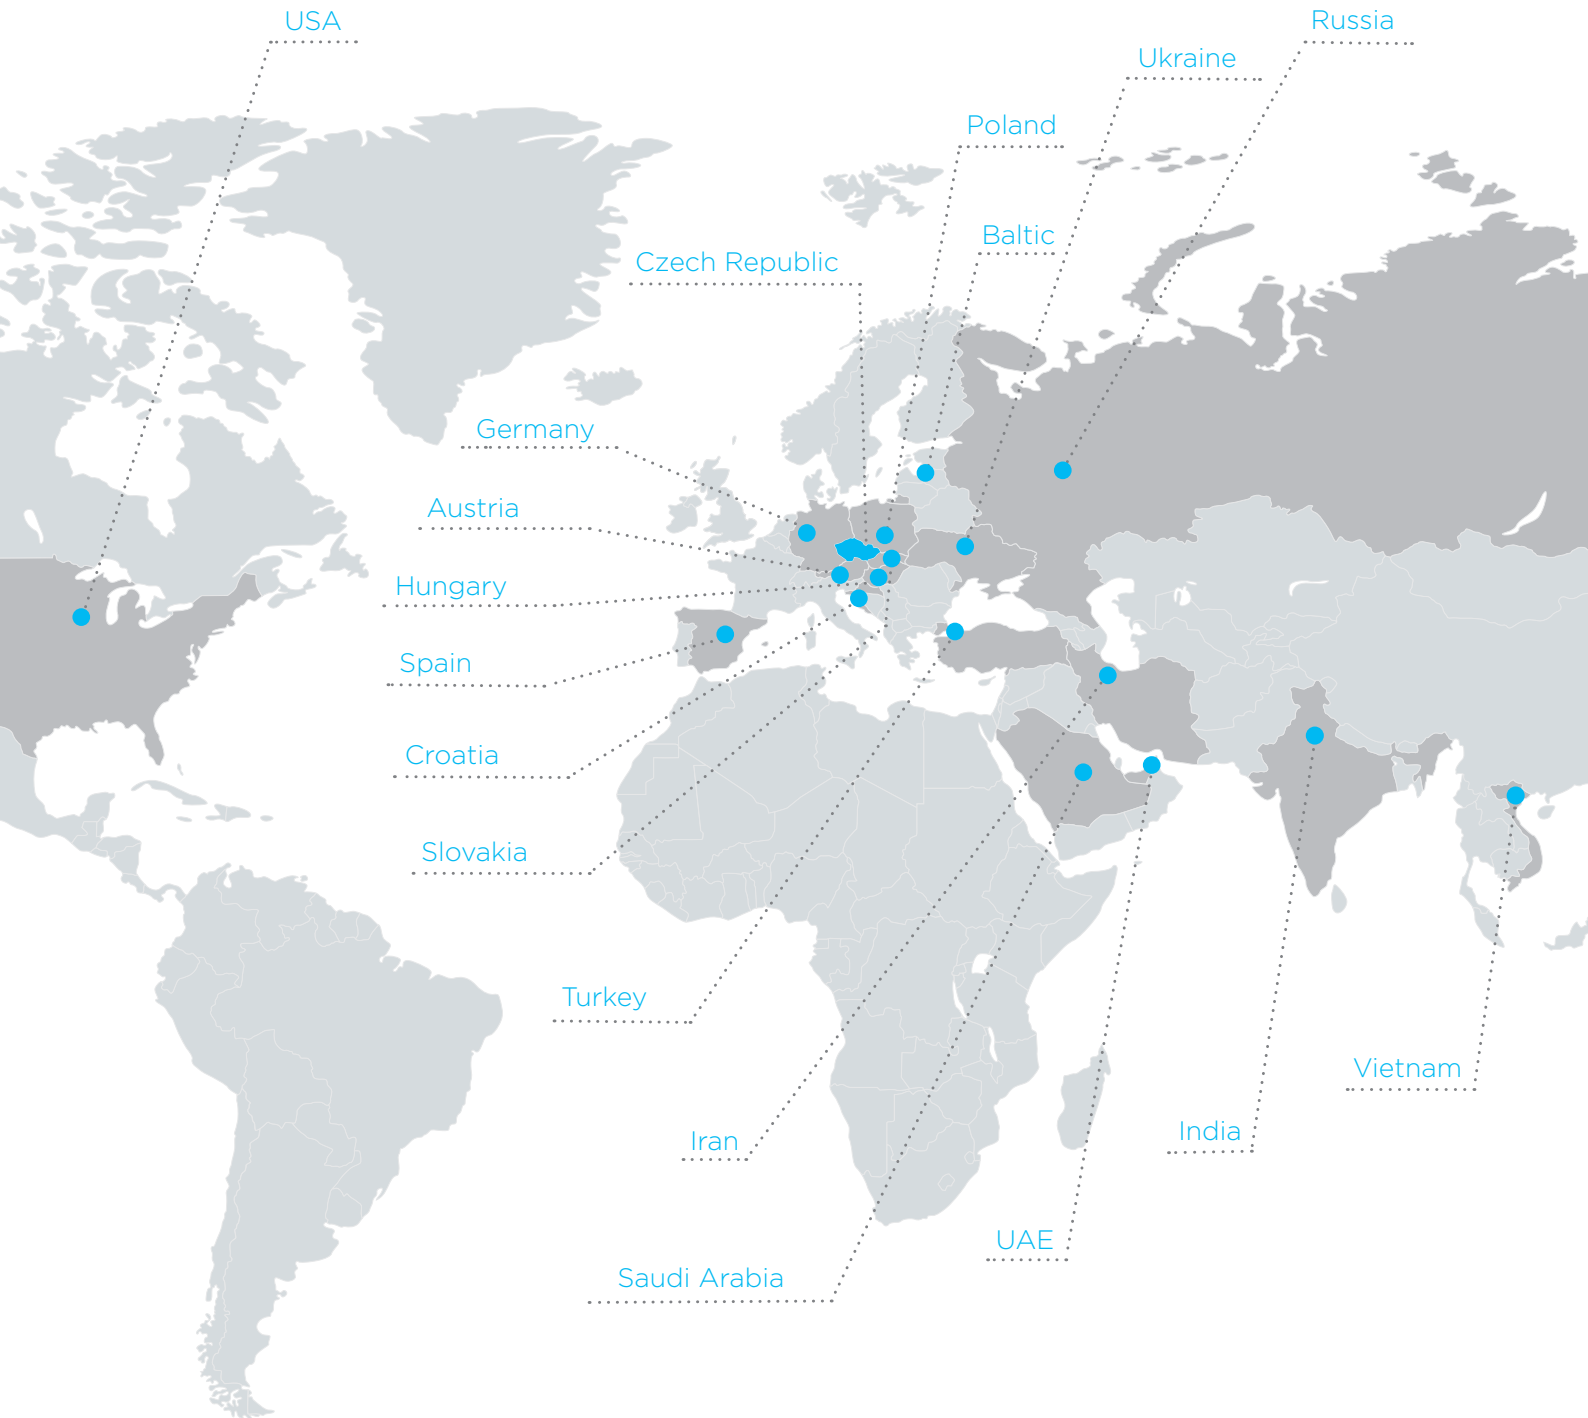 USA
Russia
Ukraine
Poland
Baltic
Czech Republic
Germany
Austria
Hungary
Spain
Croatia
Slovakia
Turkey
Vietnam
India
Iran
UAE
Saudi Arabia